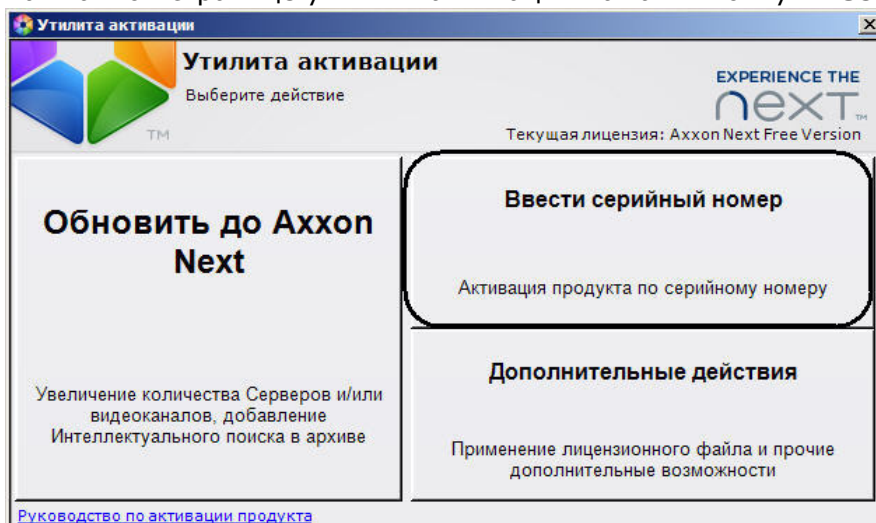 Утилита активации
Утилита активации
Выберите действие
EXPERIENCE THE
next™
TM
Текущая лицензия: Axxon Next Free Version
Обновить до Axxon
Next
Увеличение количества Серверов и/или
видеоканалов, добавление
Интеллектуального поиска в архиве
Ввести серийный номер
Активация продукта по серийному номеру
Дополнительные действия
Применение лицензионного файла и прочие
дополнительные возможности
Руководство по активации продукта